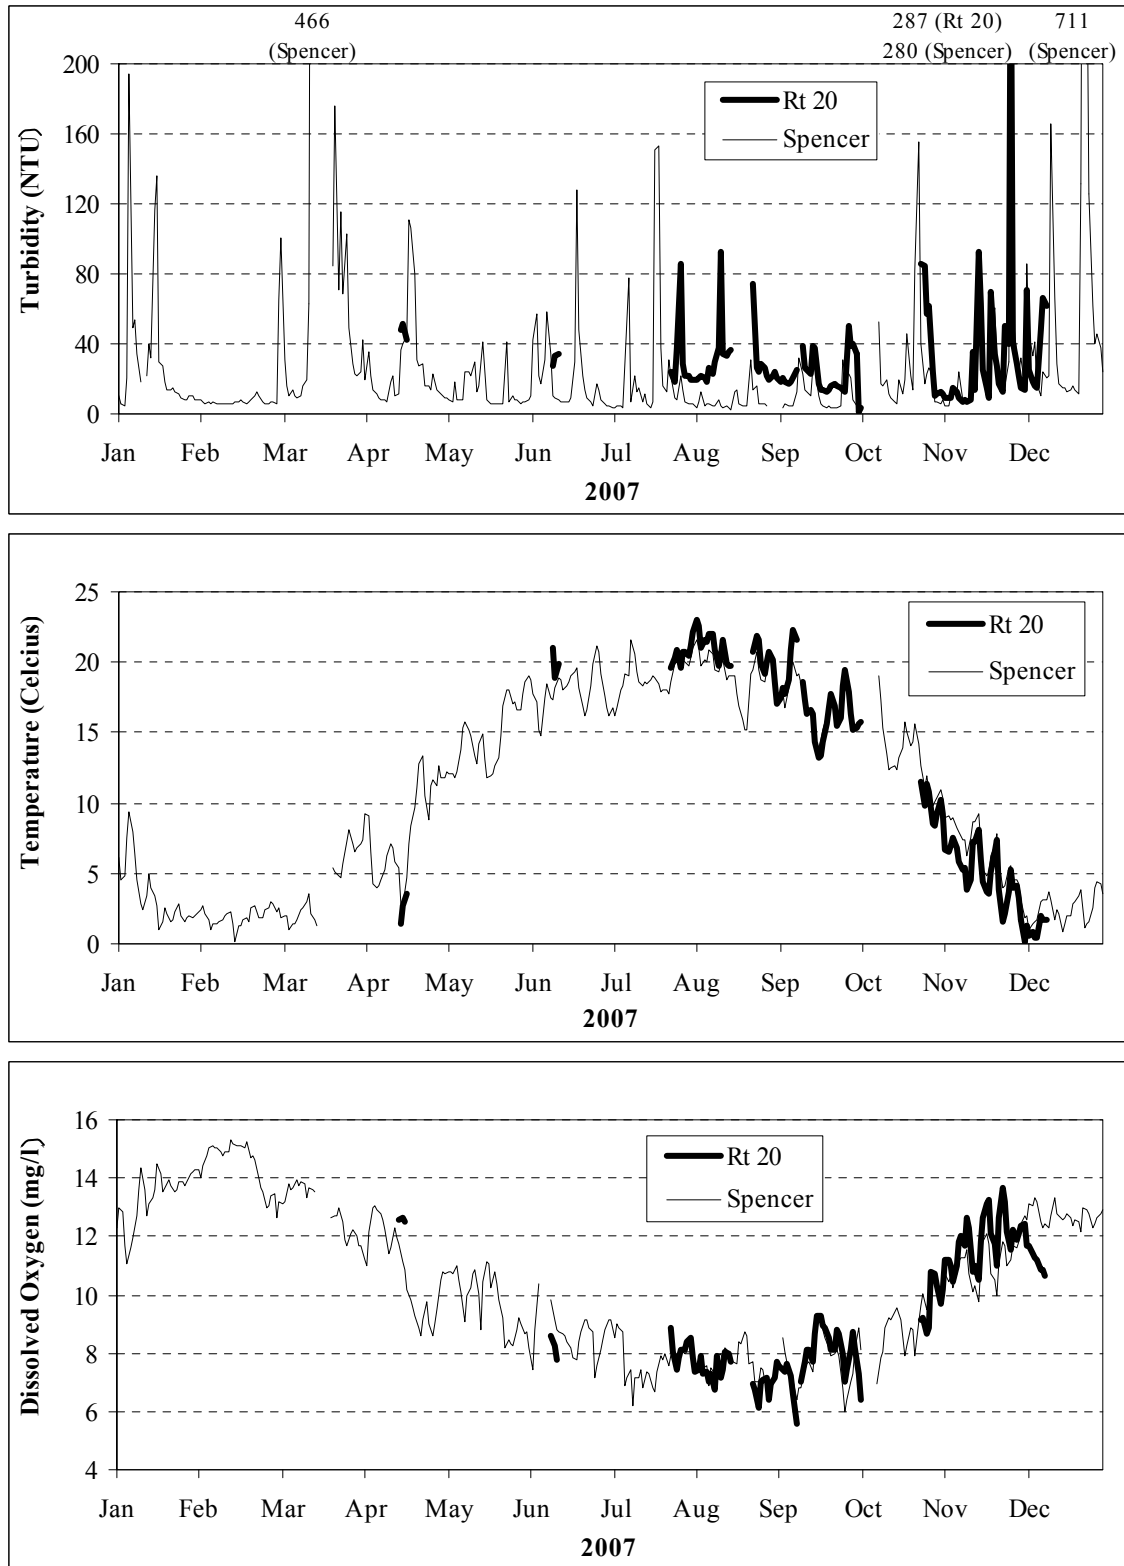 466
(Spencer)
287 (Rt 20)
280 (Spencer)
711
(Spencer)
Turbidity (NTU)
200
160
120
80
40
0
Rt 20
Spencer
Jan Feb Mar Apr May Jun Jul Aug Sep Oct Nov Dec
2007
Temperature (Celcius)
25
20
15
10
5
0
Rt 20
Spencer
Jan Feb Mar Apr May Jun Jul Aug Sep Oct Nov Dec
2007
Dissolved Oxygen (mg/l)
16
14
12
10
8
6
4
Rt 20
Spencer
Jan Feb Mar Apr May Jun Jul Aug Sep Oct Nov Dec
2007